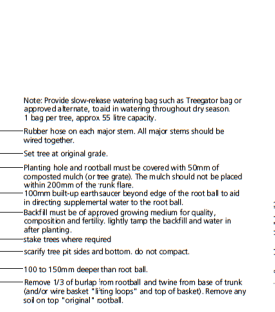 Note: Provide slow-release watering bag such as Treegator bag or
approved alternate, to aid in watering throughout dry season.
1 bag per tree, approx 55 litre capacity.
Rubber hose on each major stem. All major stems should be
wired together.
Set tree at original grade.
Planting hole and rootball must be covered with 50mm of
composted mulch (or tree grate). The mulch should not be placed
within 200mm of the trunk flare.
100mm built-up earth saucer beyond edge of the root ball to aid
in directing supplemental water to the root ball.
Backfill must be of approved growing medium for quality,
composition and fertility. lightly tamp the backfill and water in
after planting.
stake trees where required
scarify tree pit sides and bottom. do not compact.
100 to 150mm deeper than root ball.
Remove 1/3 of burlap from rootball and twine from base of trunk
(and/or wire basket "lifting loops" and top of basket). Remove any
soil on top "original" rootball.